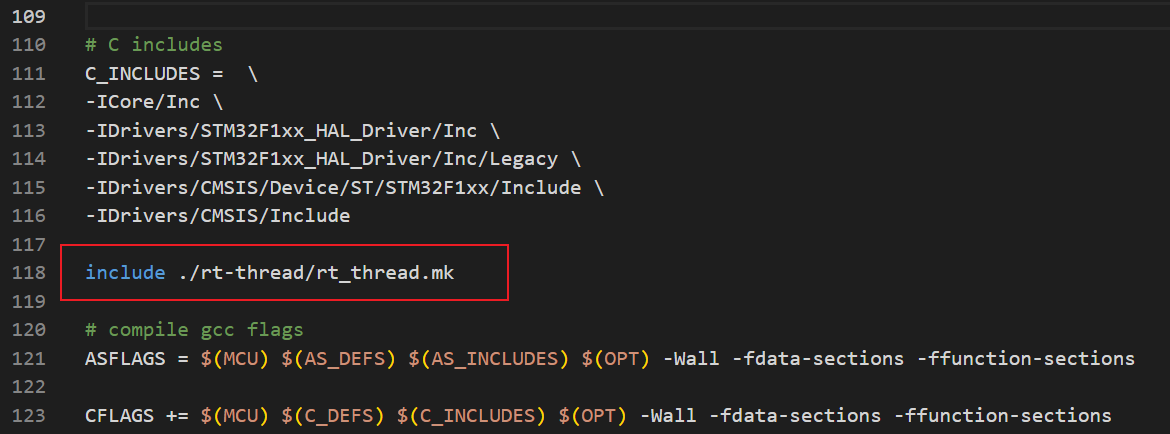 109
110 # C includes
111 C_INCLUDES =  \
112 -ICore/Inc \
113 -IDrivers/STM32F1xx_HAL_Driver/Inc \
114 -IDrivers/STM32F1xx_HAL_Driver/Inc/Legacy \
115 -IDrivers/CMSIS/Device/ST/STM32F1xx/Include \
116 -IDrivers/CMSIS/Include
117
118 include ./rt-thread/rt_thread.mk
119
120 # compile gcc flags
121 ASFLAGS = $(MCU) $(AS_DEFS) $(AS_INCLUDES) $(OPT) -Wall -fdata-sections -ffunction-sections
122
123 CFLAGS += $(MCU) $(C_DEFS) $(C_INCLUDES) $(OPT) -Wall -fdata-sections -ffunction-sections